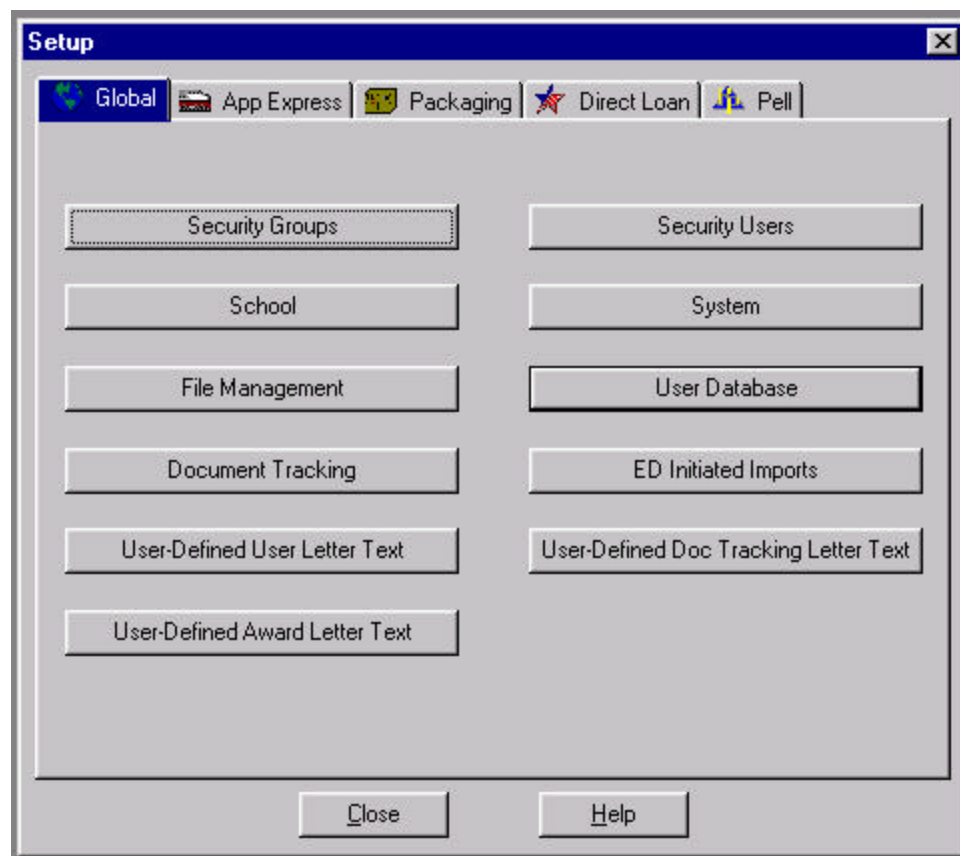 Setup
Global App Express Packaging Direct Loan Pell
Security Groups Security Users
School System
File Management User Database
Document Tracking ED Initiated Imports
User-Defined User Letter Text User-Defined Doc Tracking Letter Text
User-Defined Award Letter Text
Close Help